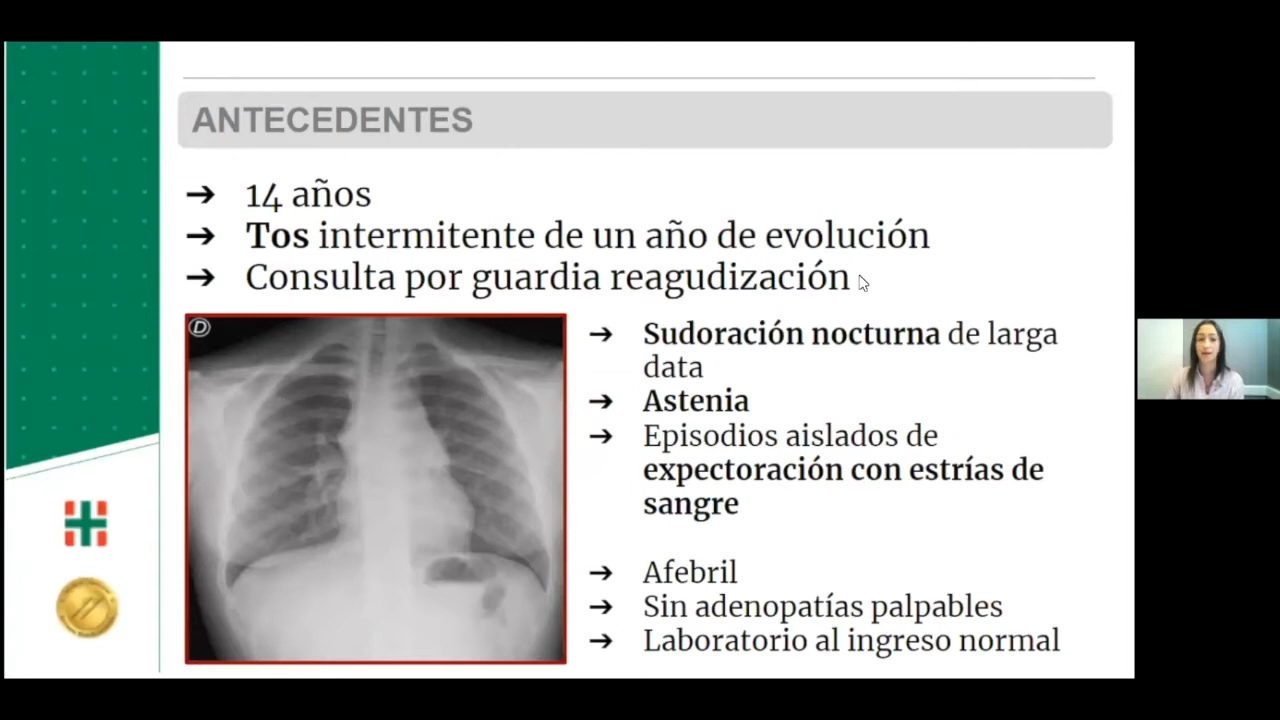 ANTECEDENTES
➔ 14 años
➔ Tos intermitente de un año de evolución
➔ Consulta por guardia reagudización
D
➔ Sudoración nocturna de larga
data
➔ Astenia
➔ Episodios aislados de
expectoración con estrías de
sangre
➔ Afebril
➔ Sin adenopatías palpables
➔ Laboratorio al ingreso normal